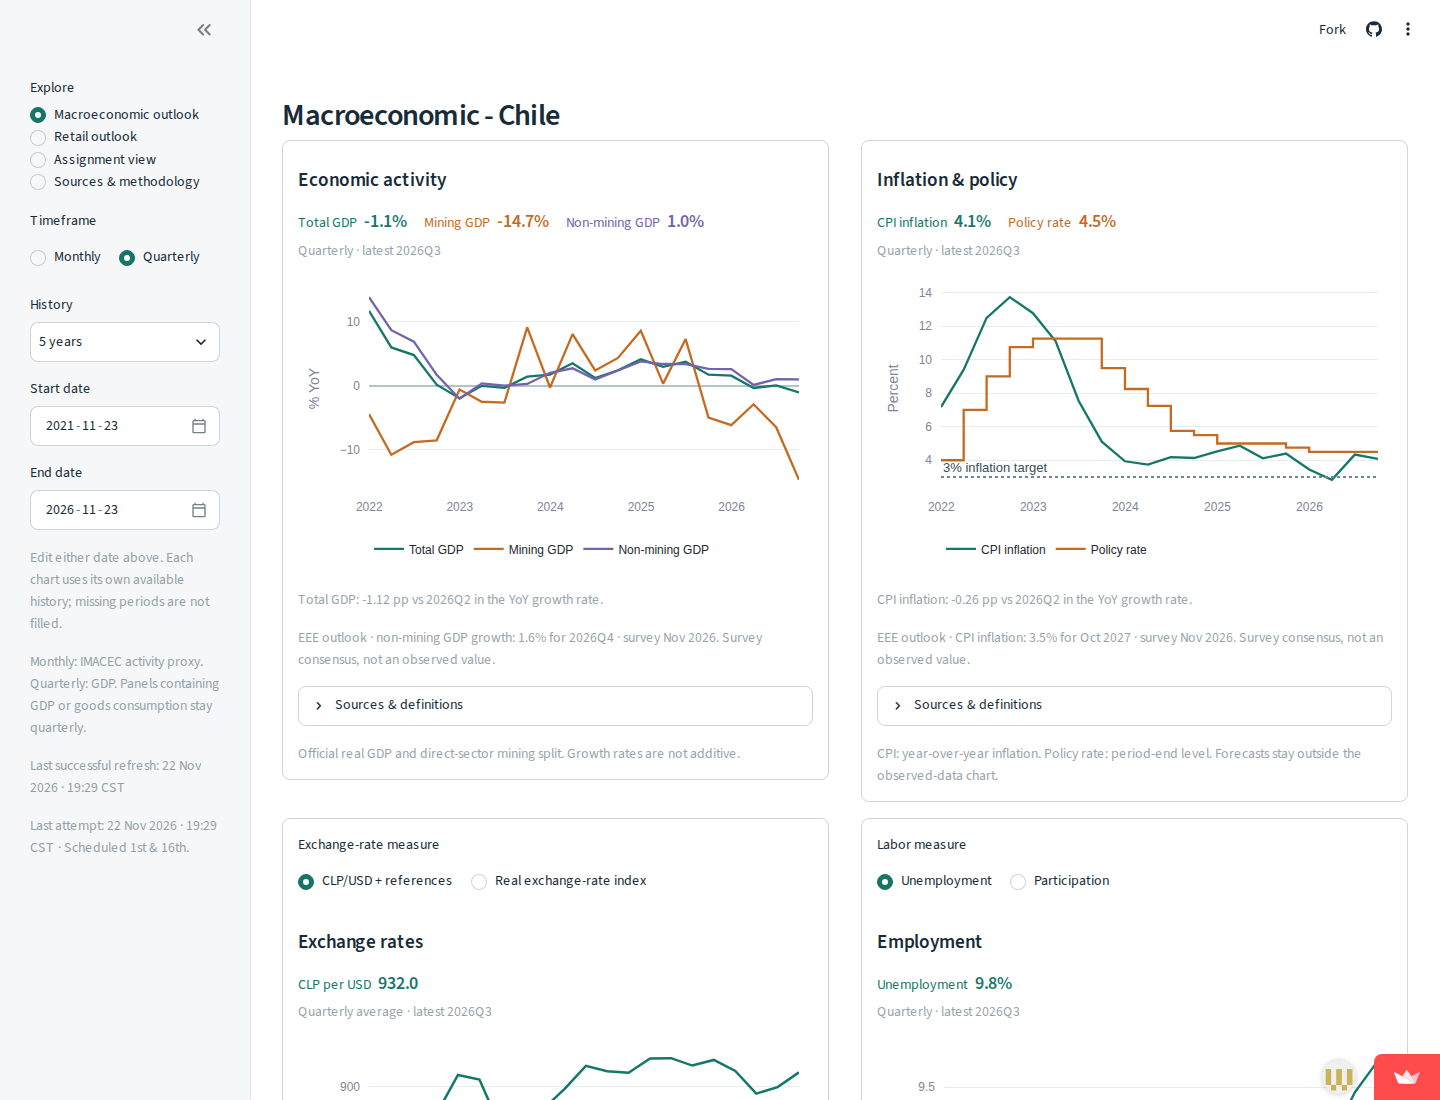 Fork
Explore
Macroeconomic outlook
Retail outlook
Assignment view
Sources & methodology
Timeframe
Monthly
Quarterly
History
5 years
Start date
2021-11-23
End date
2026-11-23
Edit either date above. Each
chart uses its own available
history; missing periods are not
filled.
Monthly: IMACEC activity proxy.
Quarterly: GDP. Panels containing
GDP or goods consumption stay
quarterly.
Last successful refresh: 22 Nov
2026 · 19:29 CST
Last attempt: 22 Nov 2026 · 19:29
CST · Scheduled 1st & 16th.
Macroeconomic - Chile
Economic activity
Total GDP -1.1% Mining GDP -14.7% Non-mining GDP 1.0%
Quarterly · latest 2026Q3
% YoY
10
0
−10
2022 2023 2024 2025 2026
Total GDP Mining GDP Non-mining GDP
Total GDP: -1.12 pp vs 2026Q2 in the YoY growth rate.
EEE outlook · non-mining GDP growth: 1.6% for 2026Q4 · survey Nov 2026. Survey
consensus, not an observed value.
Sources & definitions
Official real GDP and direct-sector mining split. Growth rates are not additive.
Inflation & policy
CPI inflation 4.1% Policy rate 4.5%
Quarterly · latest 2026Q3
Percent
14
12
10
8
6
4
3% inflation target
2022 2023 2024 2025 2026
CPI inflation Policy rate
CPI inflation: -0.26 pp vs 2026Q2 in the YoY growth rate.
EEE outlook · CPI inflation: 3.5% for Oct 2027 · survey Nov 2026. Survey consensus, not an
observed value.
Sources & definitions
CPI: year-over-year inflation. Policy rate: period-end level. Forecasts stay outside the
observed-data chart.
Exchange-rate measure
CLP/USD + references
Real exchange-rate index
Exchange rates
CLP per USD 932.0
Quarterly average · latest 2026Q3
900
Labor measure
Unemployment
Participation
Employment
Unemployment 9.8%
Quarterly · latest 2026Q3
9.5